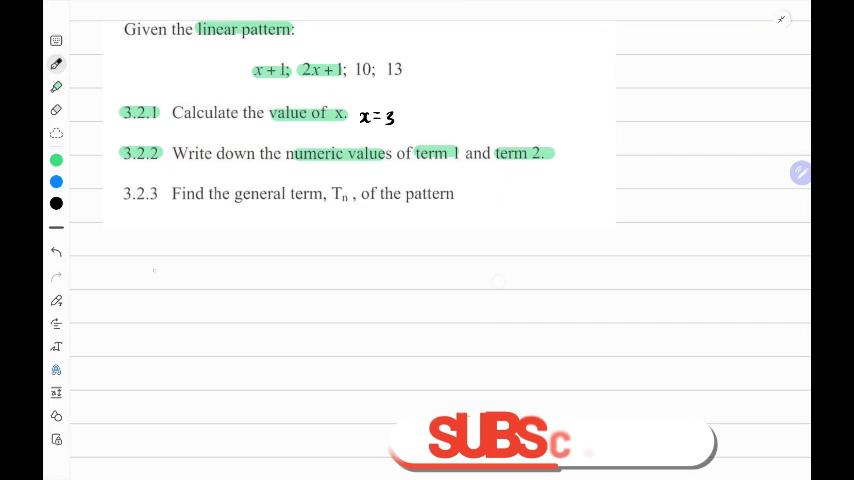 Given the linear pattern:
x + 1; 2x + 1; 10; 13
3.2.1 Calculate the value of x. x = 3
3.2.2 Write down the numeric values of term 1 and term 2.
3.2.3 Find the general term, Tₙ , of the pattern
SUBSC